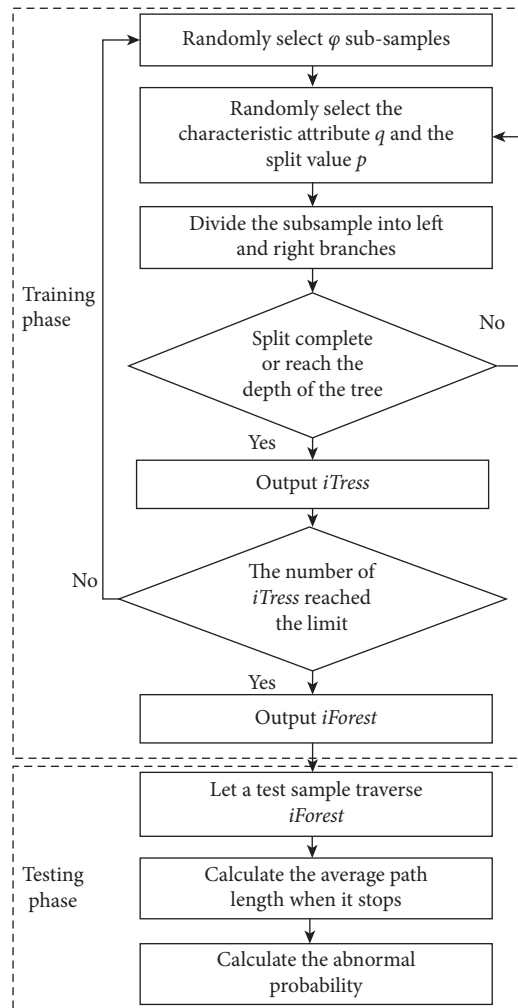 Randomly select φ sub-samples
Randomly select the
characteristic attribute q and the
split value p
Divide the subsample into left
and right branches
Training
phase
Split complete
or reach the
depth of the tree
No
Yes
Output iTress
The number of
iTress reached
the limit
No
Yes
Output iForest
Let a test sample traverse
iForest
Testing
phase
Calculate the average path
length when it stops
Calculate the abnormal
probability